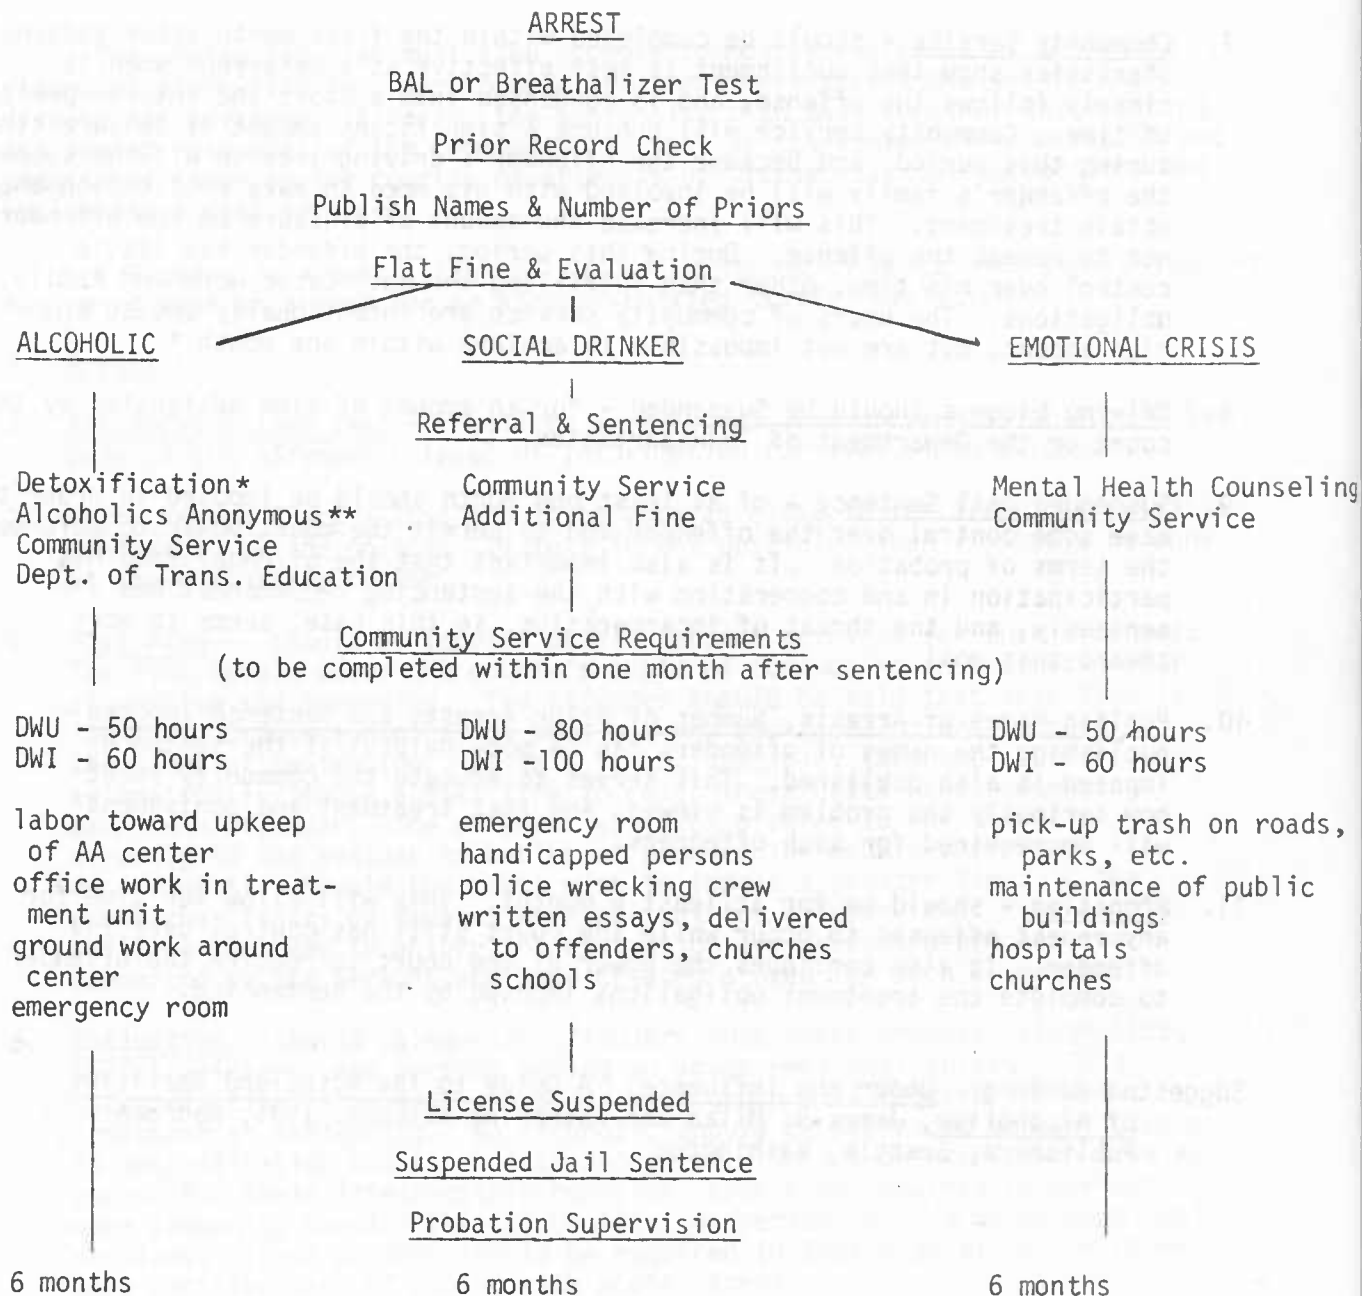 ARREST
BAL or Breathalizer Test
Prior Record Check
Publish Names & Number of Priors
Flat Fine & Evaluation
ALCOHOLIC
SOCIAL DRINKER
EMOTIONAL CRISIS
Referral & Sentencing
Detoxification*
Alcoholics Anonymous**
Community Service
Dept. of Trans. Education
Community Service
Additional Fine
Mental Health Counseling
Community Service
Community Service Requirements
(to be completed within one month after sentencing)
DWU - 50 hours
DWI - 60 hours
DWU - 80 hours
DWI -100 hours
DWU - 50 hours
DWI - 60 hours
labor toward upkeep
of AA center
office work in treat-
ment unit
ground work around
center
emergency room
emergency room
handicapped persons
police wrecking crew
written essays, delivered
to offenders, churches
schools
pick-up trash on roads,
parks, etc.
maintenance of public
buildings
hospitals
churches
License Suspended
Suspended Jail Sentence
Probation Supervision
6 months
6 months
6 months